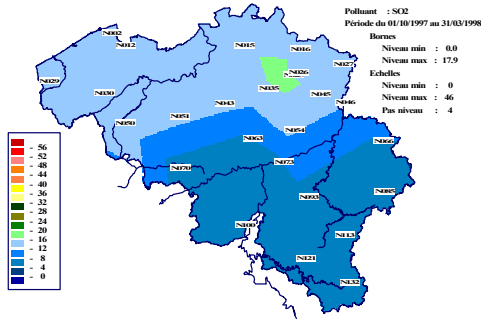 Polluant : SO2
Période du 01/10/1997 au 31/03/1998
Bornes
Niveau min : 0.0
Niveau max : 17.9
Echelles
Niveau min : 0
Niveau max : 46
Pas niveau : 4
N002
N012
N015
N016
N027
N029
N026
N035
N030
N045
N046
N043
N051
N050
N054
N063
N066
N073
N070
N085
N093
N100
N113
N121
N132
- 56
- 52
- 48
- 44
- 40
- 36
- 32
- 28
- 24
- 20
- 16
- 12
- 8
- 4
- 0